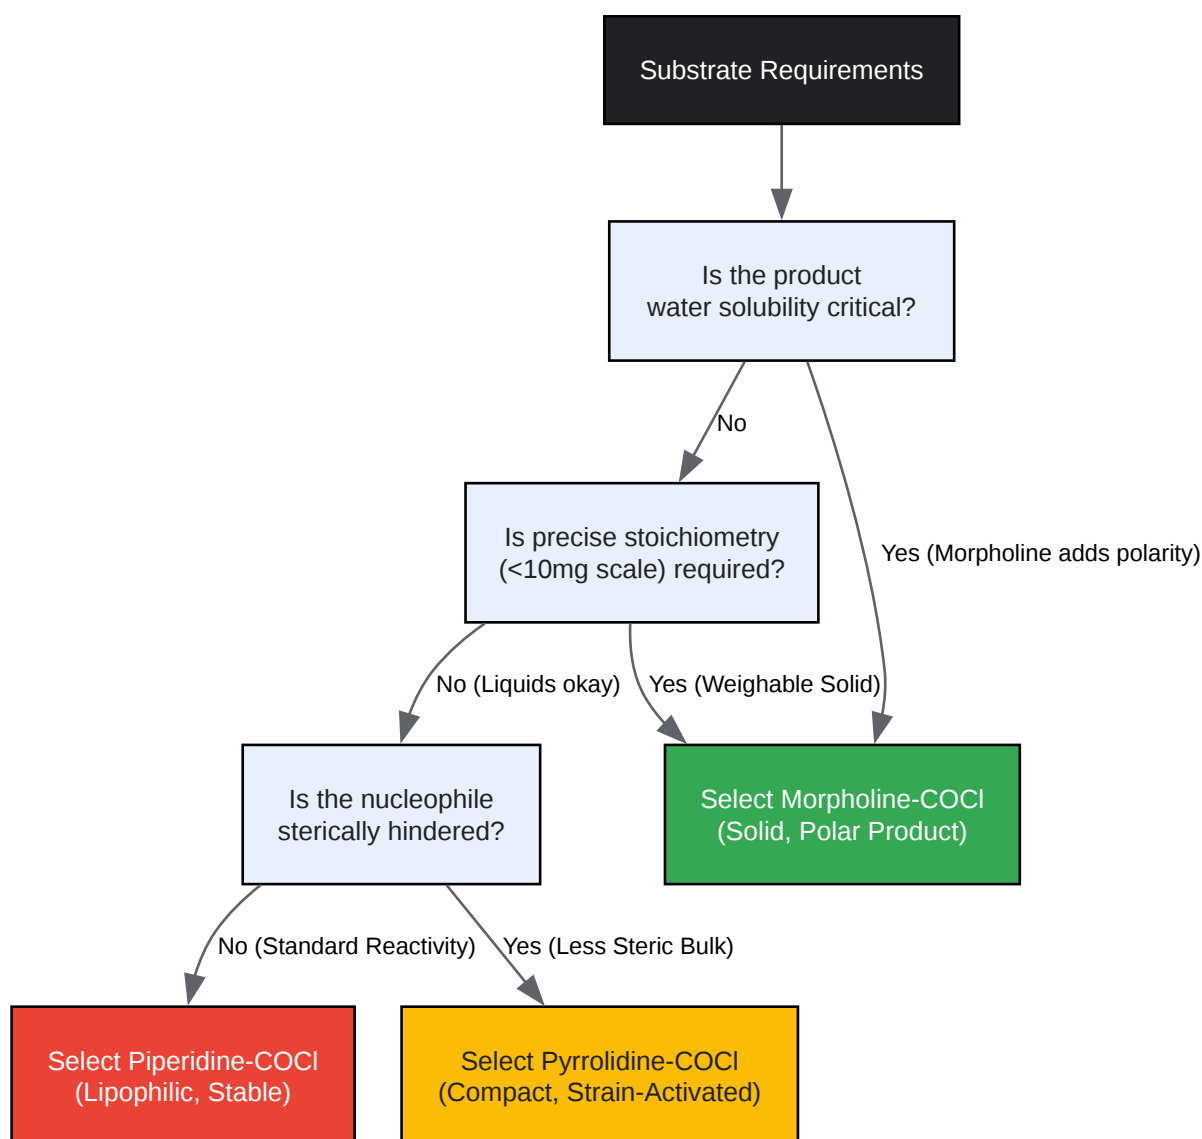 Substrate Requirements
Is the product
water solubility critical?
No
Is precise stoichiometry
(<10mg scale) required?
Yes (Morpholine adds polarity)
No (Liquids okay)
Yes (Weighable Solid)
Is the nucleophile
sterically hindered?
Select Morpholine-COCl
(Solid, Polar Product)
No (Standard Reactivity)
Yes (Less Steric Bulk)
Select Piperidine-COCl
(Lipophilic, Stable)
Select Pyrrolidine-COCl
(Compact, Strain-Activated)